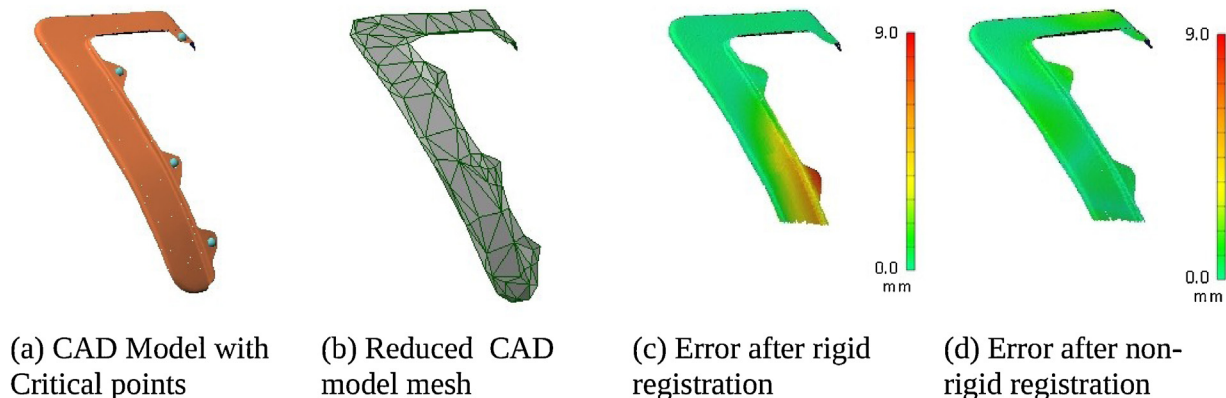 9.0
0.0
mm
9.0
0.0
mm
(a) CAD Model with
Critical points
(b) Reduced CAD
model mesh
(c) Error after rigid
registration
(d) Error after non-
rigid registration